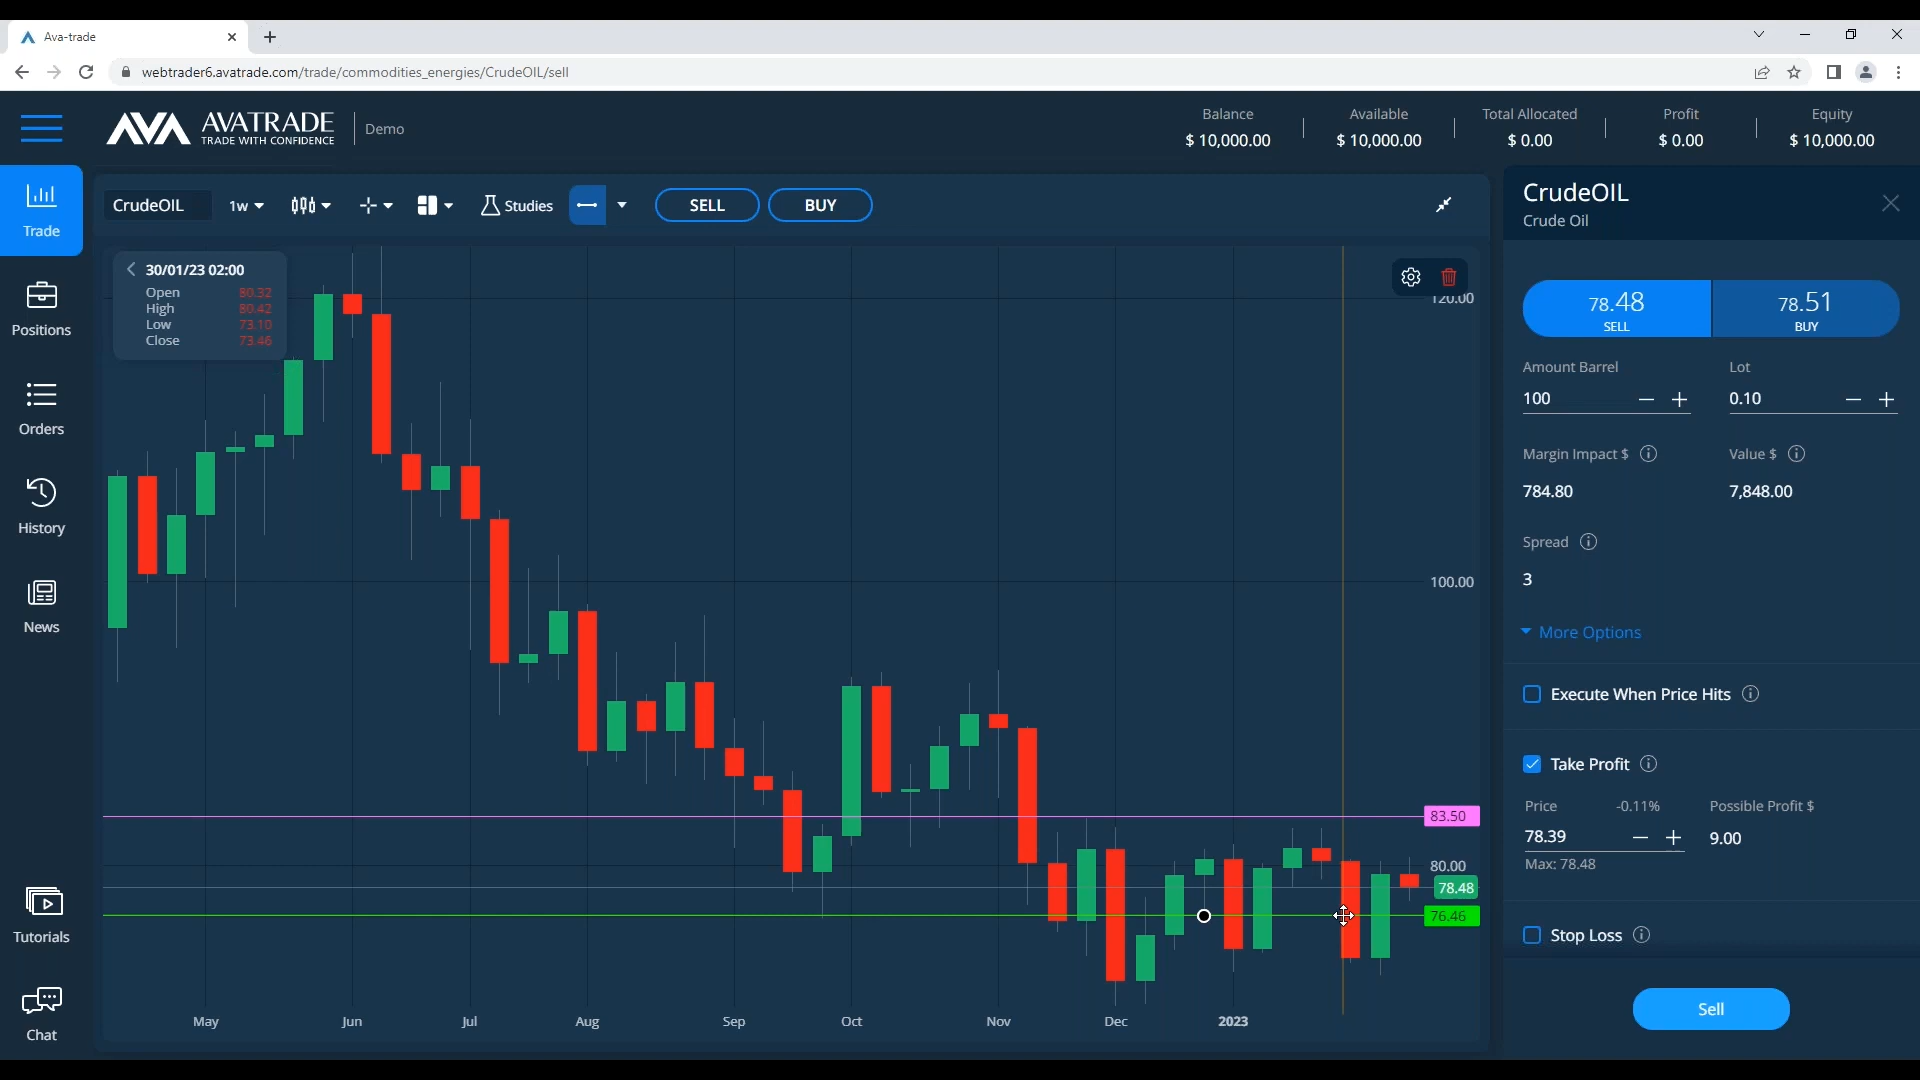 Ava-trade
webtrader6.avatrade.com/trade/commodities_energies/CrudeOIL/sell
AVA AVATRADE
TRADE WITH CONFIDENCE
Demo
Balance
$ 10,000.00
Available
$ 10,000.00
Total Allocated
$ 0.00
Profit
$ 0.00
Equity
$ 10,000.00
Trade
Positions
Orders
History
News
Tutorials
Chat
CrudeOIL
1w
Studies
SELL
BUY
30/01/23 02:00
Open 80.32
High 80.42
Low 73.10
Close 73.46
120.00
100.00
83.50
80.00
78.48
76.46
May
Jun
Jul
Aug
Sep
Oct
Nov
Dec
2023
CrudeOIL
Crude Oil
78.48
SELL
78.51
BUY
Amount Barrel
100
Lot
0.10
Margin Impact $
784.80
Value $
7,848.00
Spread
3
More Options
Execute When Price Hits
Take Profit
Price
-0.11%
Possible Profit $
78.39
9.00
Max: 78.48
Stop Loss
Sell